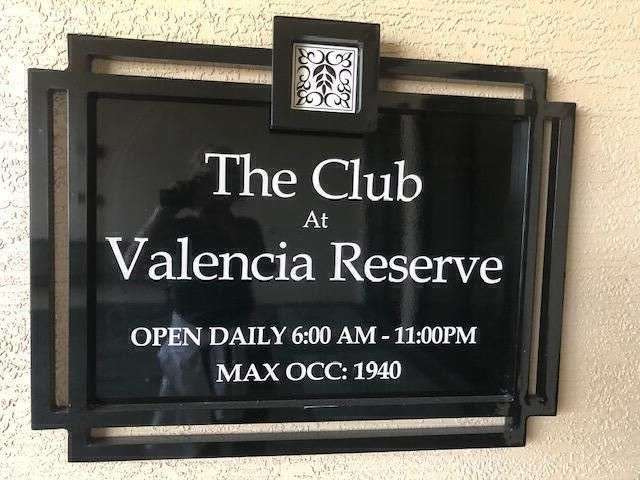 The Club
At
Valencia Reserve
OPEN DAILY 6:00 AM - 11:00PM
MAX OCC: 1940